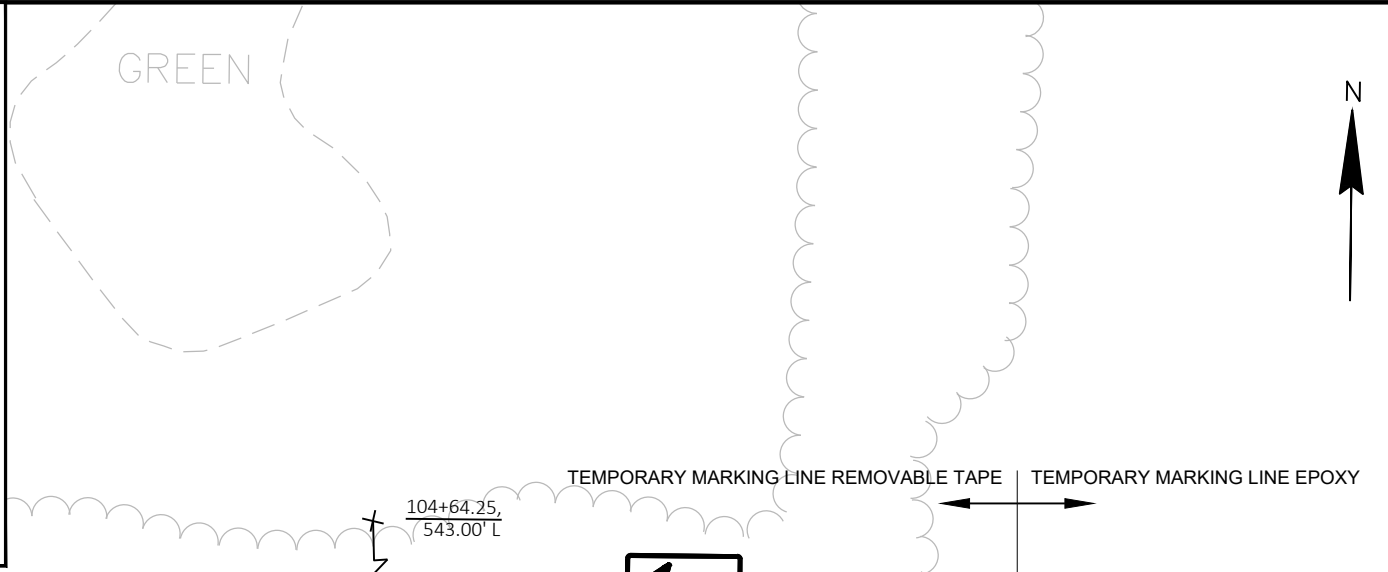 GREEN
N
TEMPORARY MARKING LINE REMOVABLE TAPE
TEMPORARY MARKING LINE EPOXY
104+64.25,
543.00' L